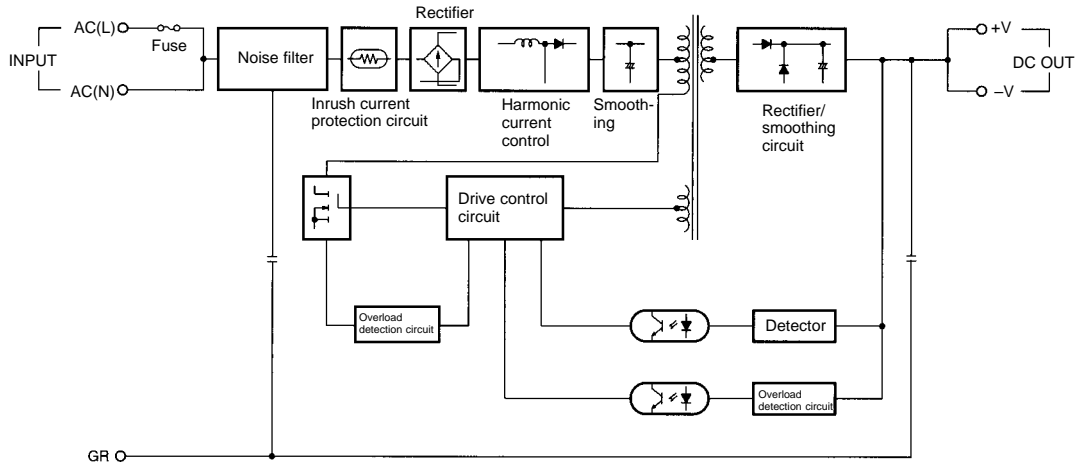 Rectifier
AC(L)
INPUT
Fuse
AC(N)
Noise filter
Inrush current
protection circuit
Harmonic
current
control
Smooth-
ing
Rectifier/
smoothing
circuit
+V
DC OUT
–V
Drive control
circuit
Overload
detection circuit
Detector
Overload
detection circuit
GR